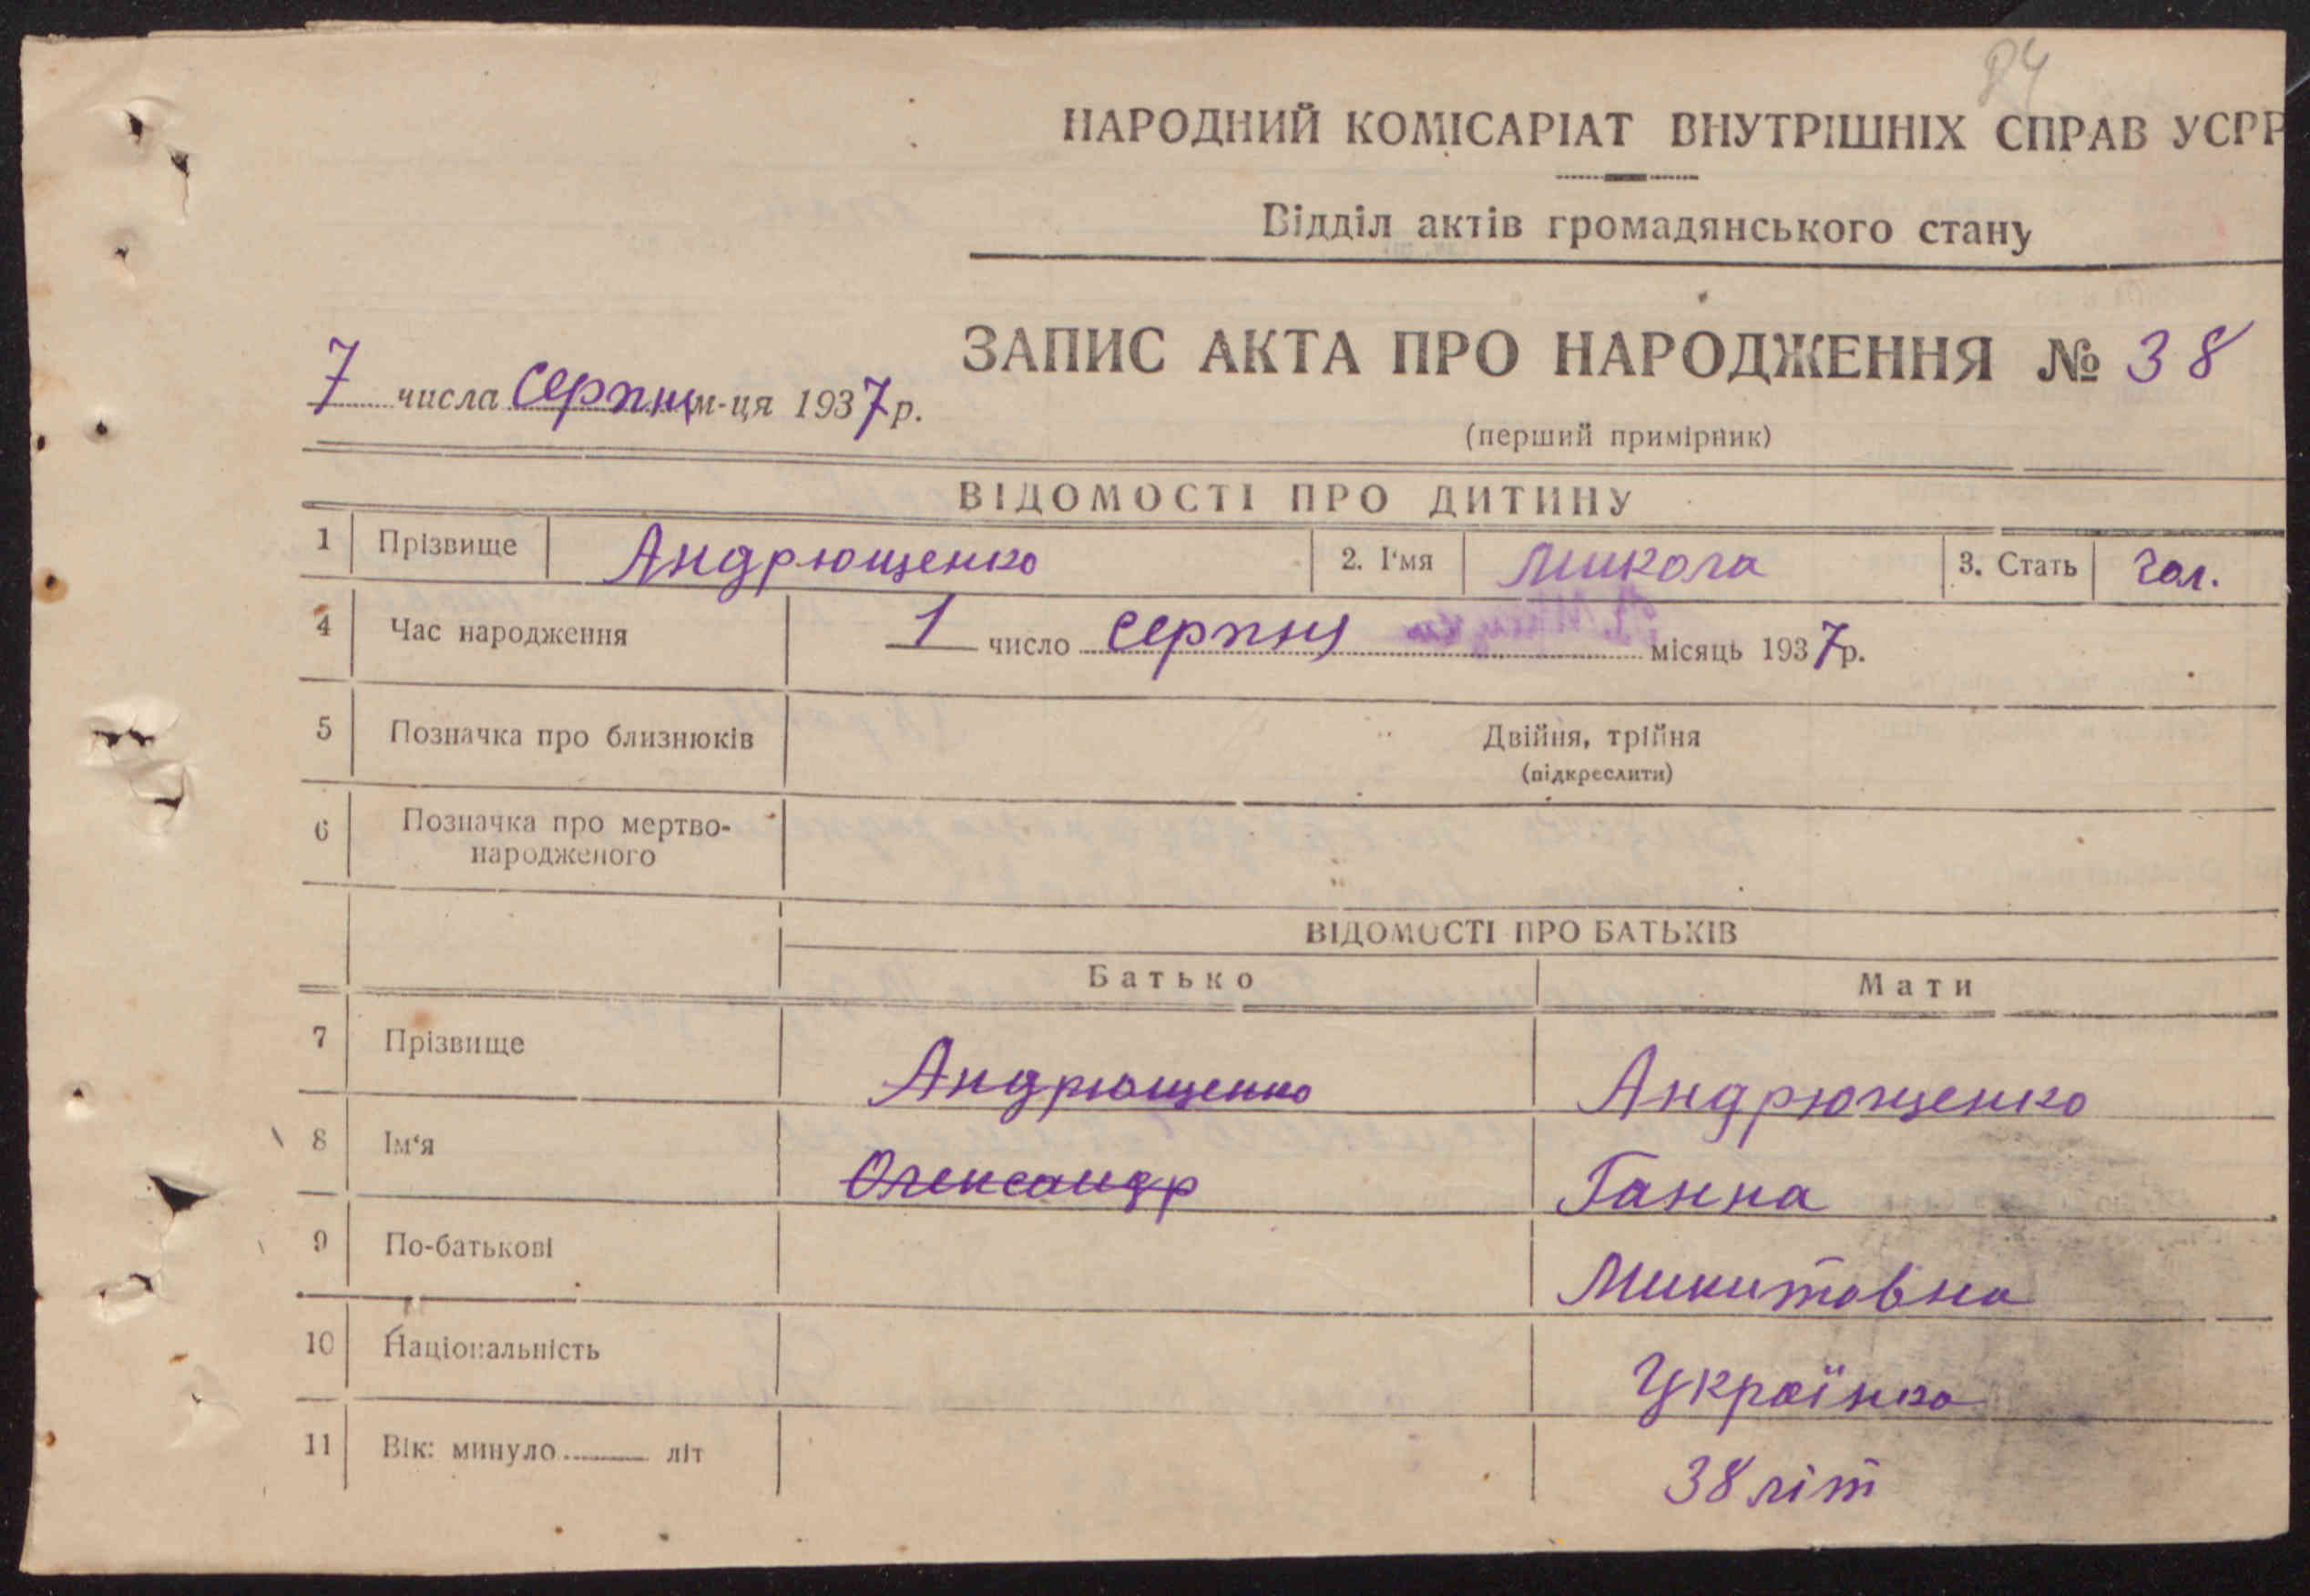 84
НАРОДНИЙ КОМІСАРІАТ ВНУТРІШНІХ СПРАВ УСРР
Відділ актів громадянського стану
ЗАПИС АКТА ПРО НАРОДЖЕННЯ № 38
7 числа серпня м-ця 1937 р.
(перший примірник)
ВІДОМОСТІ ПРО ДИТИНУ
1 Прізвище Андрющенко 2. І'мя Микола 3. Стать чол.
4 Час народження 1 число серпня місяць 1937 р.
5 Позначка про близнюків Двійня, трійня
(підкреслити)
6 Позначка про мертво-
народженого
ВІДОМОСТІ ПРО БАТЬКІВ
Батько Мати
7 Прізвище Андрющенко Андрющенко
8 Ім'я Олександр Ганна
9 По-батькові Микитовна
10 Національність Українка
11 Вік: минуло літ 38 літ